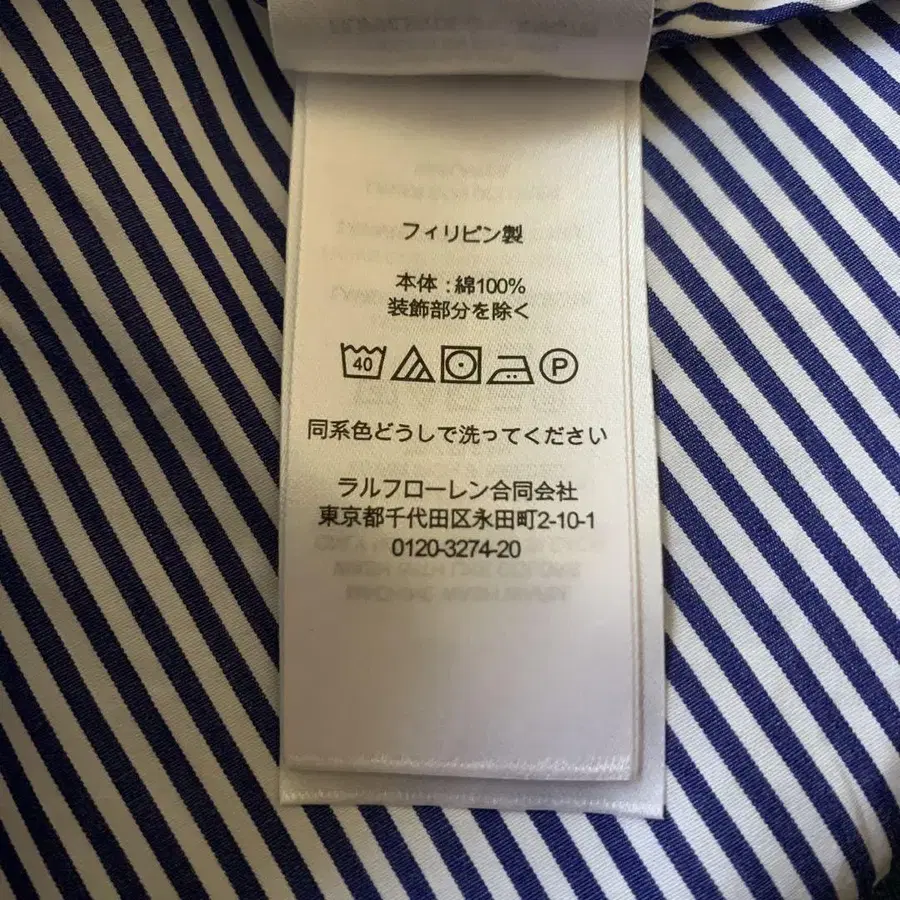 フィリピン製
本体 : 綿100%
装飾部分を除く
40 P
同系色どうしで洗ってください
ラルフローレン合同会社
東京都千代田区永田町2-10-1
0120-3274-20